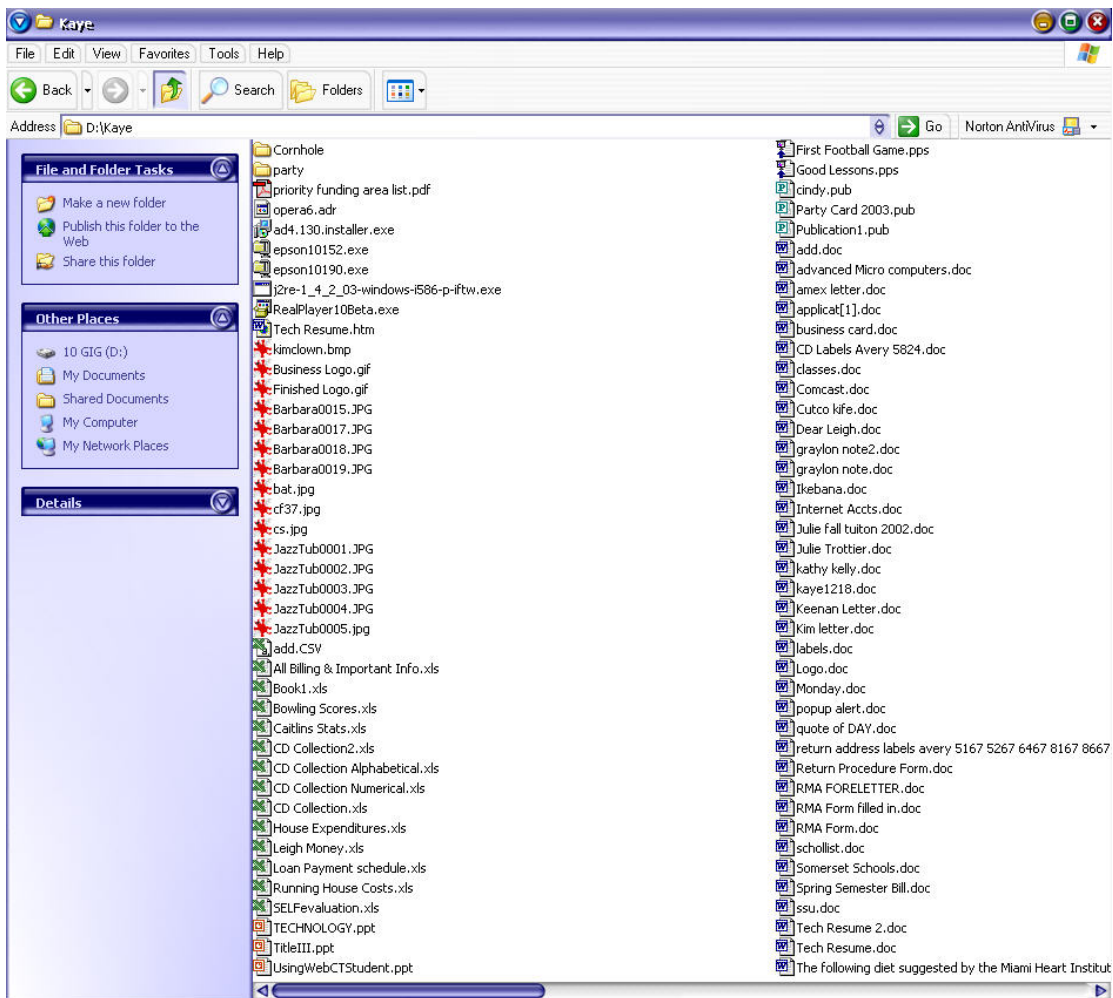 Kaye
File Edit View Favorites Tools Help
Back Search Folders
Address D:\Kaye Go Norton AntiVirus
File and Folder Tasks
Make a new folder
Publish this folder to the
Web
Share this folder
Other Places
10 GIG (D:)
My Documents
Shared Documents
My Computer
My Network Places
Details
Cornhole
party
priority funding area list.pdf
opera6.adr
ad4.130.installer.exe
epson10152.exe
epson10190.exe
j2re-1_4_2_03-windows-i586-p-iftw.exe
RealPlayer10Beta.exe
Tech Resume.htm
kimclown.bmp
Business Logo.gif
Finished Logo.gif
Barbara0015.JPG
Barbara0017.JPG
Barbara0018.JPG
Barbara0019.JPG
bat.jpg
cf37.jpg
cs.jpg
JazzTub0001.JPG
JazzTub0002.JPG
JazzTub0003.JPG
JazzTub0004.JPG
JazzTub0005.jpg
add.CSV
All Billing & Important Info.xls
Book1.xls
Bowling Scores.xls
Caitlins Stats.xls
CD Collection2.xls
CD Collection Alphabetical.xls
CD Collection Numerical.xls
CD Collection.xls
House Expenditures.xls
Leigh Money.xls
Loan Payment schedule.xls
Running House Costs.xls
SELFevaluation.xls
TECHNOLOGY.ppt
TitleIII.ppt
UsingWebCTStudent.ppt
First Football Game.pps
Good Lessons.pps
cindy.pub
Party Card 2003.pub
Publication1.pub
add.doc
advanced Micro computers.doc
amex letter.doc
applicat[1].doc
business card.doc
CD Labels Avery 5824.doc
classes.doc
Comcast.doc
Cutco kife.doc
Dear Leigh.doc
graylon note2.doc
graylon note.doc
Ikebana.doc
Internet Accts.doc
Julie fall tuiton 2002.doc
Julie Trottier.doc
kathy kelly.doc
kaye1218.doc
Keenan Letter.doc
Kim letter.doc
labels.doc
Logo.doc
Monday.doc
popup alert.doc
quote of DAY.doc
return address labels avery 5167 5267 6467 8167 8667
Return Procedure Form.doc
RMA FORELETTER.doc
RMA Form filled in.doc
RMA Form.doc
schollist.doc
Somerset Schools.doc
Spring Semester Bill.doc
ssu.doc
Tech Resume 2.doc
Tech Resume.doc
The following diet suggested by the Miami Heart Institut